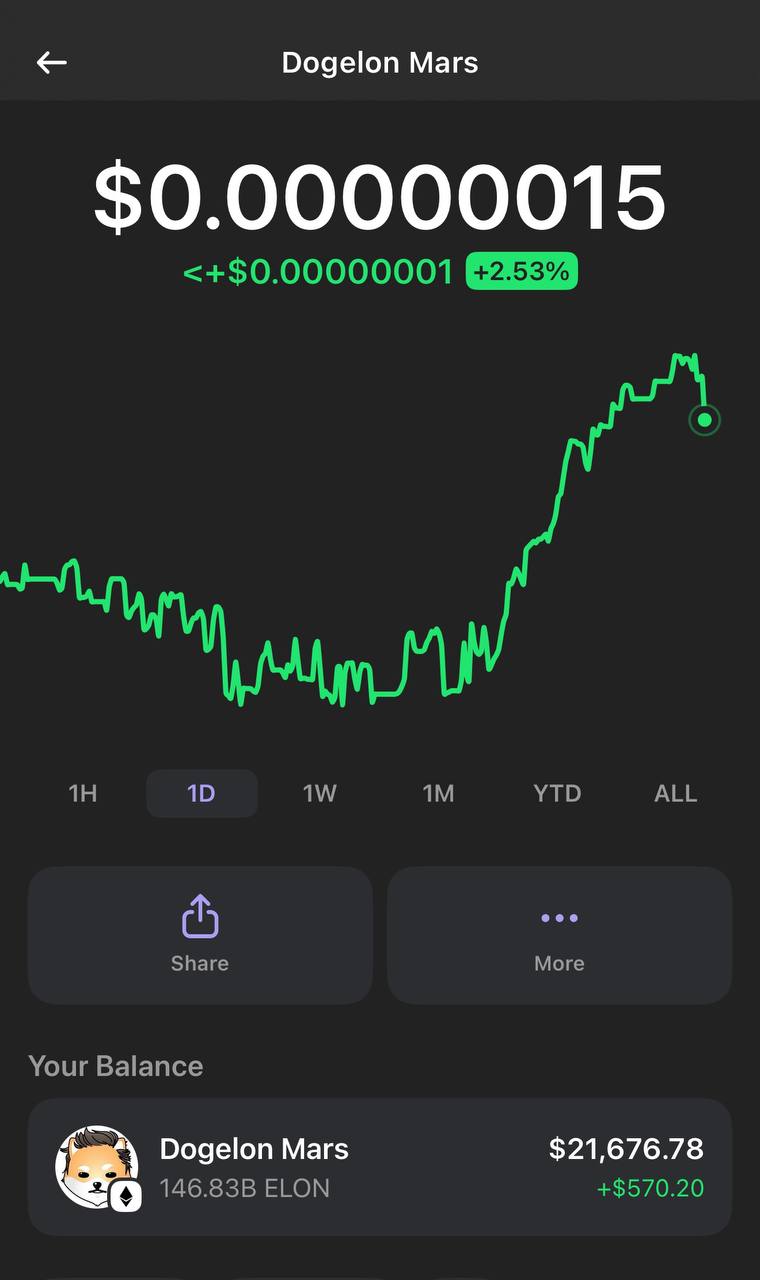 Dogelon Mars
$0.00000015
<+$0.00000001 +2.53%
1H 1D 1W 1M YTD ALL
Share More
Your Balance
Dogelon Mars $21,676.78
146.83B ELON +$570.20